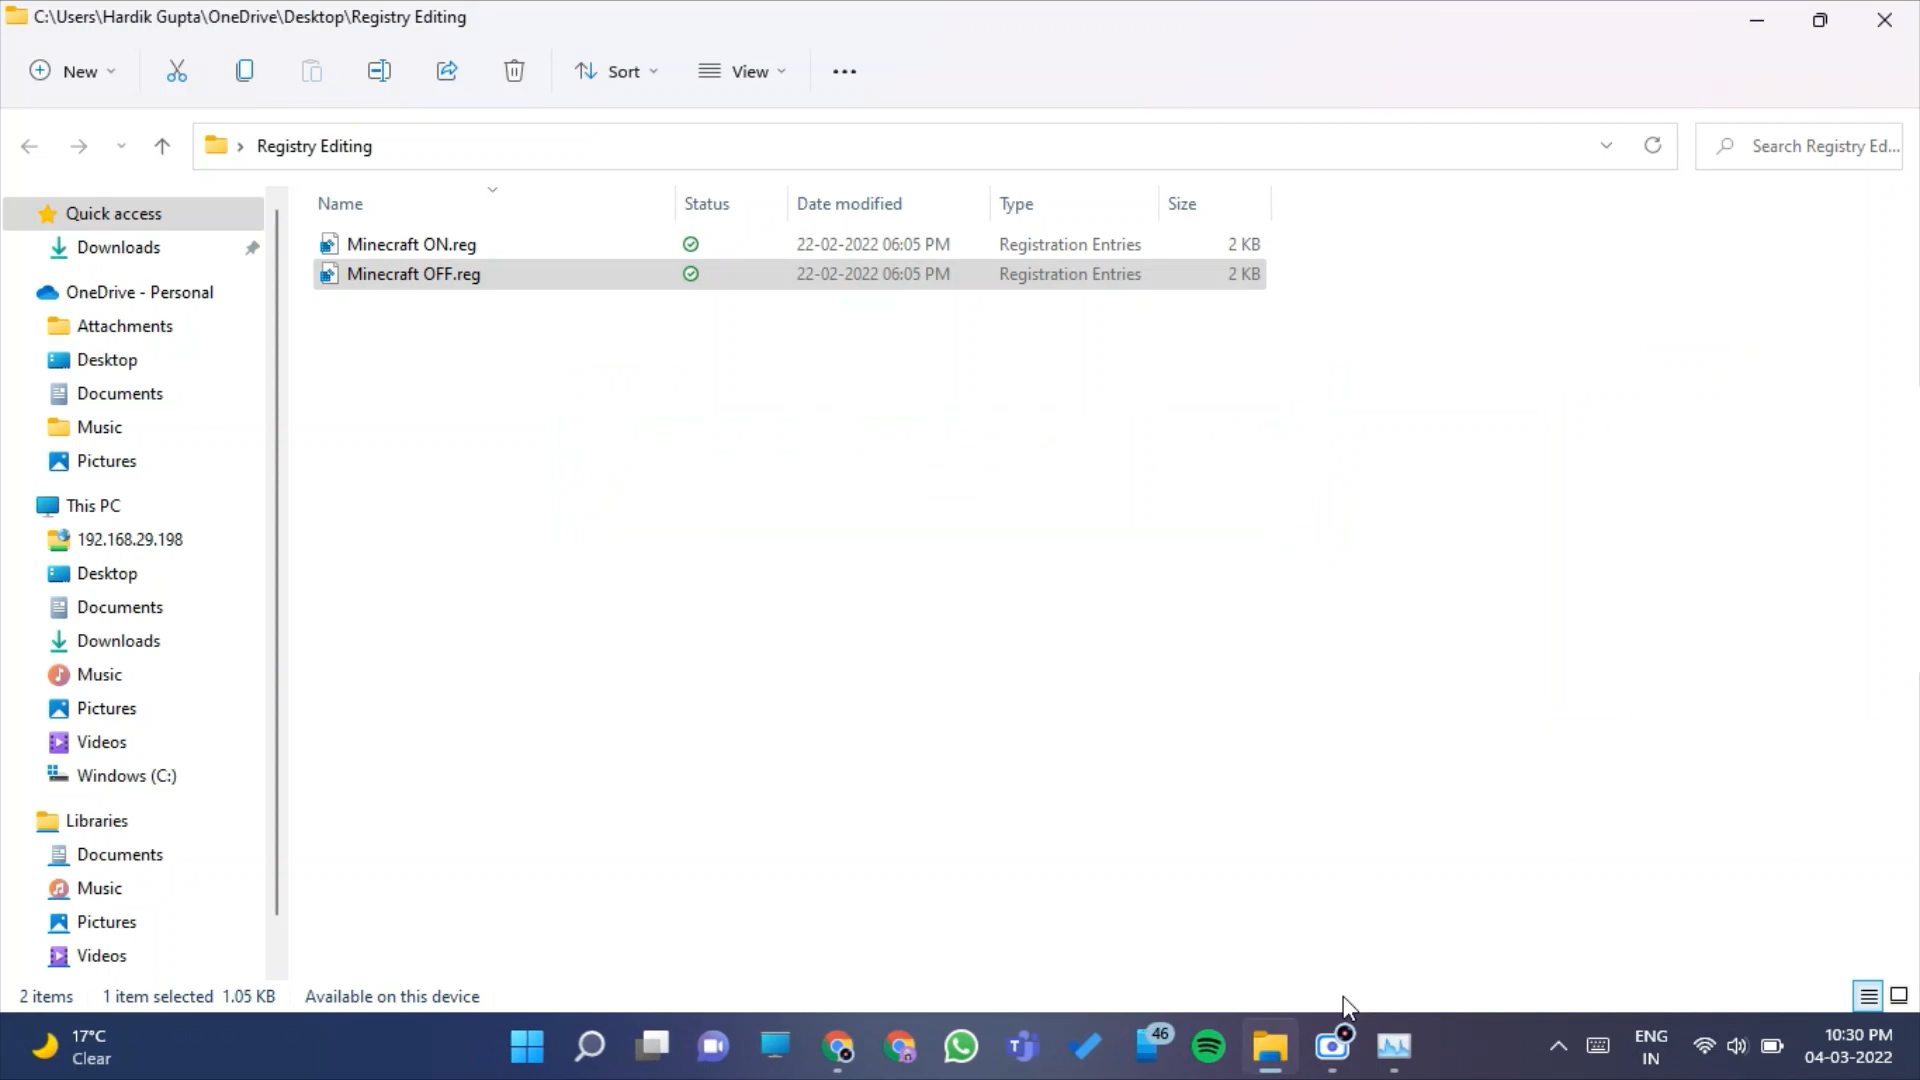 C:\Users\Hardik Gupta\OneDrive\Desktop\Registry Editing
New
Sort
View
Registry Editing
Search Registry Ed...
Name Status Date modified Type Size
Minecraft ON.reg 22-02-2022 06:05 PM Registration Entries 2 KB
Minecraft OFF.reg 22-02-2022 06:05 PM Registration Entries 2 KB
Quick access
Downloads
OneDrive - Personal
Attachments
Desktop
Documents
Music
Pictures
This PC
192.168.29.198
Desktop
Documents
Downloads
Music
Pictures
Videos
Windows (C:)
Libraries
Documents
Music
Pictures
Videos
2 items 1 item selected 1.05 KB Available on this device
17°C
Clear
46
ENG
IN
10:30 PM
04-03-2022